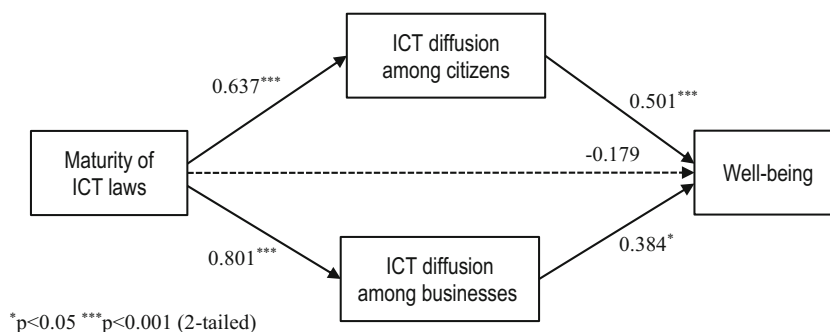 ICT diffusion
among citizens
0.637***
0.501***
Maturity of
ICT laws
-0.179
Well-being
0.801***
0.384*
ICT diffusion
among businesses
*p<0.05 ***p<0.001 (2-tailed)